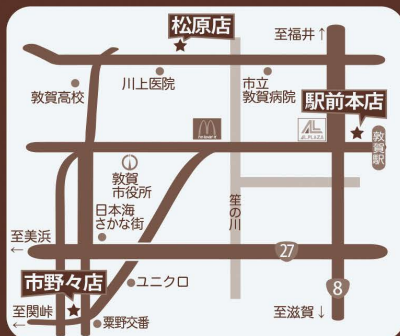 松原店
至福井↑
川上医院
市立
敦賀病院
敦賀高校
駅前本店
AL
PLAZA
敦賀駅
敦賀
市役所
笙の川
日本海
さかな街
至美浜
←
27
市野々店
ユニクロ
8
至関峠
←
粟野交番
至滋賀↓